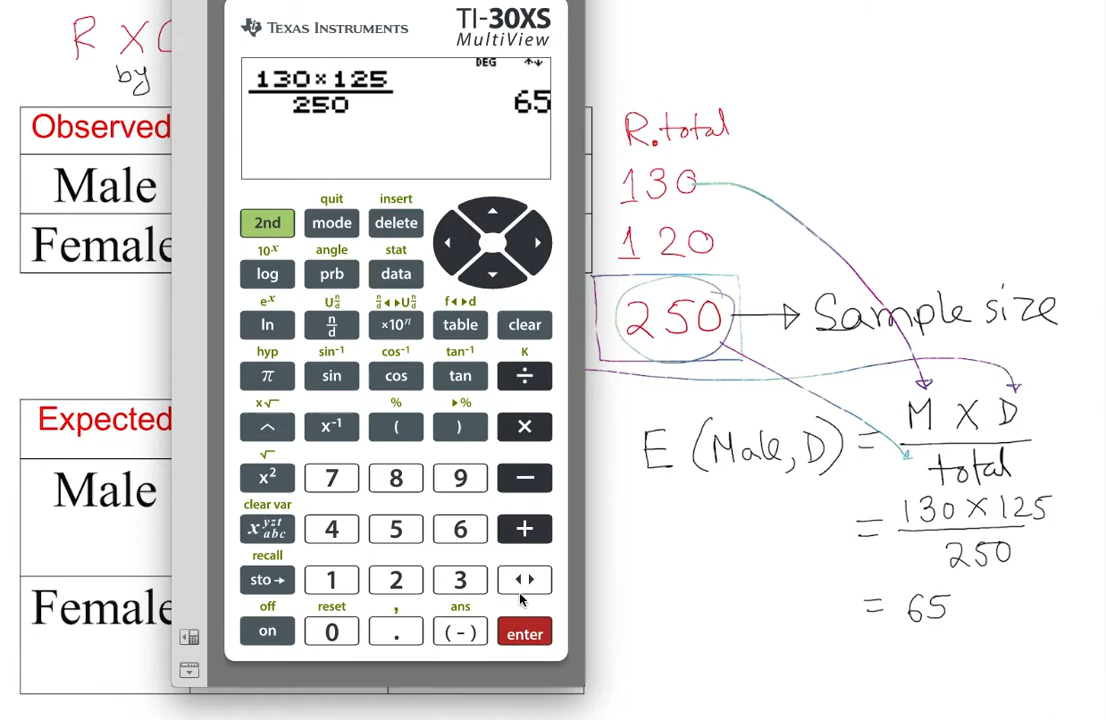 R X C
by
Observed
Male
Female
Expected
Male
Female
TEXAS INSTRUMENTS
TI-30XS
MultiView
DEG
130×125
250
65
quit insert
2nd mode delete
10^x angle stat
log prb data
e^x U n/d n/d ◄► U n/d f◄►d
ln n/d ×10ⁿ table clear
hyp sin⁻¹ cos⁻¹ tan⁻¹ K
π sin cos tan ÷
x√ % ►%
^ x⁻¹ ( ) ×
√
x² 7 8 9 −
clear var
x yzt abc 4 5 6 +
recall
sto→ 1 2 3 ◄►
off reset , ans
on 0 . (-) enter
R.total
130
120
250 → Sample size
E (Male, D) = M X D
total
= 130 X 125
250
= 65